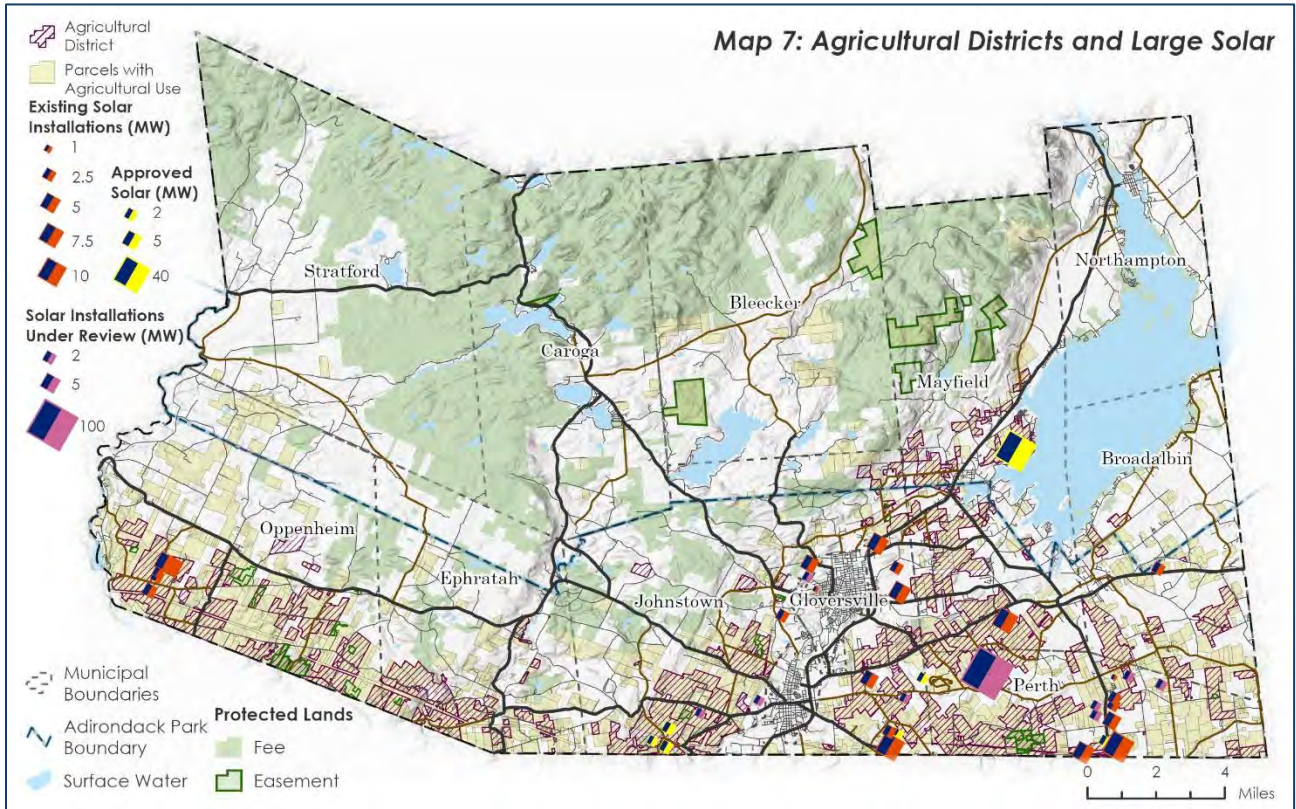 Map 7: Agricultural Districts and Large Solar
Agricultural
District
Parcels with
Agricultural Use
Existing Solar
Installations (MW)
1
2.5
5
7.5
10
Approved
Solar (MW)
2
5
40
Solar Installations
Under Review (MW)
2
5
100
Stratford
Bleecker
Northampton
Caroga
Mayfield
Broadalbin
Oppenheim
Ephratah
Johnstown
Gloversville
Perth
Municipal
Boundaries
Adirondack Park
Boundary
Surface Water
Protected Lands
Fee
Easement
0 2 4
Miles